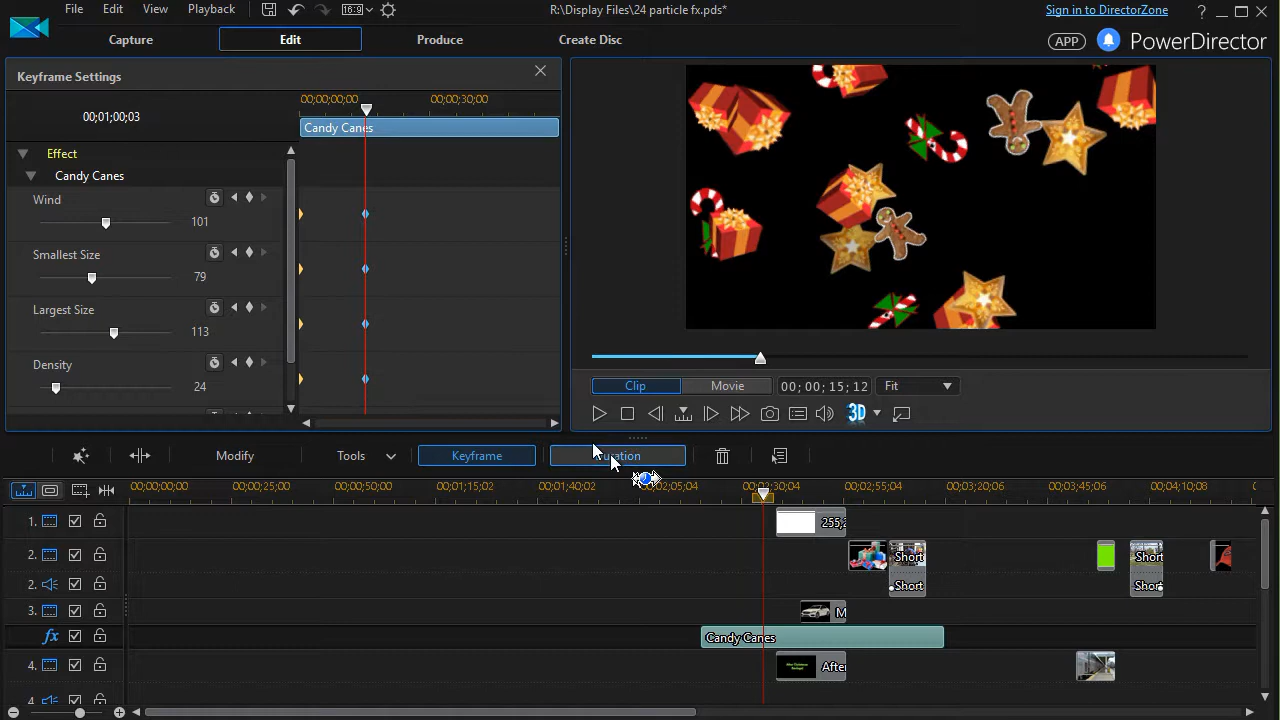 File Edit View Playback 16:9 R:\Display Files\24 particle fx.pds* Sign in to DirectorZone ?
Capture Edit Produce Create Disc APP PowerDirector
Keyframe Settings
00;00;00;00 00;00;30;00
00;01;00;03
Candy Canes
Effect
Candy Canes
Wind
101
Smallest Size
79
Largest Size
113
Density
24
Clip Movie 00; 00; 15; 12 Fit
3D
Modify Tools Keyframe
00;00;00;00 00;00;25;00 00;00;50;00 00;01;15;02 00;01;40;02 00;02;05;04 00;02;30;04 00;02;55;04 00;03;20;06 00;03;45;06 00;04;10;08
1. 255,2
2. Short Short
2. Short Short
3. M
fx Candy Canes
4. After
4.